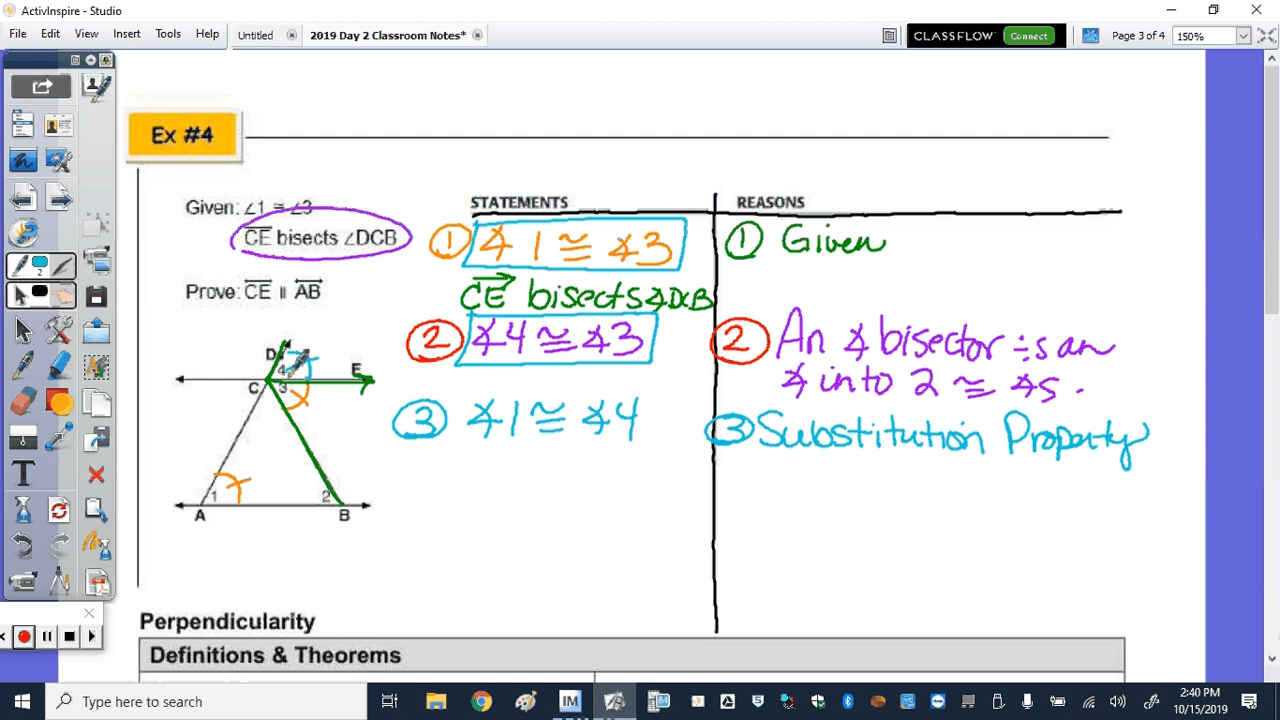 ActivInspire - Studio
File Edit View Insert Tools Help
Untitled
2019 Day 2 Classroom Notes*
CLASSFLOW Connect
Page 3 of 4
150%
Ex #4
Given: ∠1 ≅ ∠3
CE bisects ∠DCB
Prove: CE ∥ AB
STATEMENTS
REASONS
① ∡1 ≅ ∡3
① Given
CE bisects ∡DCB
② ∡4 ≅ ∡3
② An ∡ bisector ÷s an
∡ into 2 ≅ ∡s.
③ ∡1 ≅ ∡4
③ Substitution Property
D
4
E
C
3
1
2
A
B
Perpendicularity
Definitions & Theorems
2
T
Type here to search
IM
2:40 PM
10/15/2019